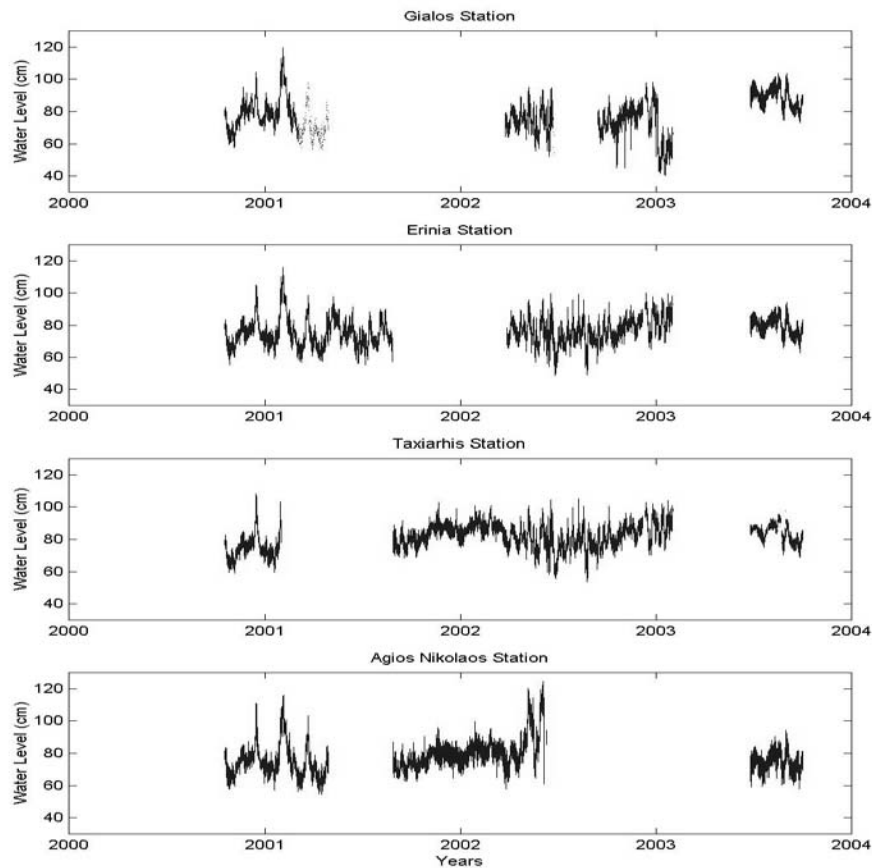 Gialos Station
Water Level (cm)
120
100
80
60
40
2000 2001 2002 2003 2004
Erinia Station
Water Level (cm)
120
100
80
60
40
2000 2001 2002 2003 2004
Taxiarhis Station
Water Level (cm)
120
100
80
60
40
2000 2001 2002 2003 2004
Agios Nikolaos Station
Water Level (cm)
120
100
80
60
40
2000 2001 2002 2003 2004
Years